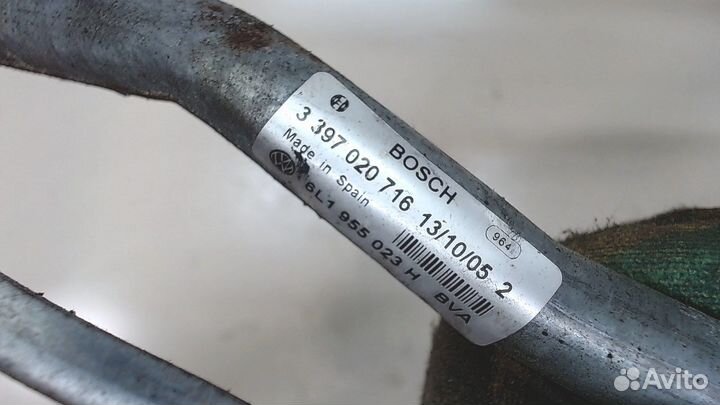 BOSCH
3 397 020 716 13/10/05 2
Made in Spain
964
6L1 955 023 H BVA
Avito